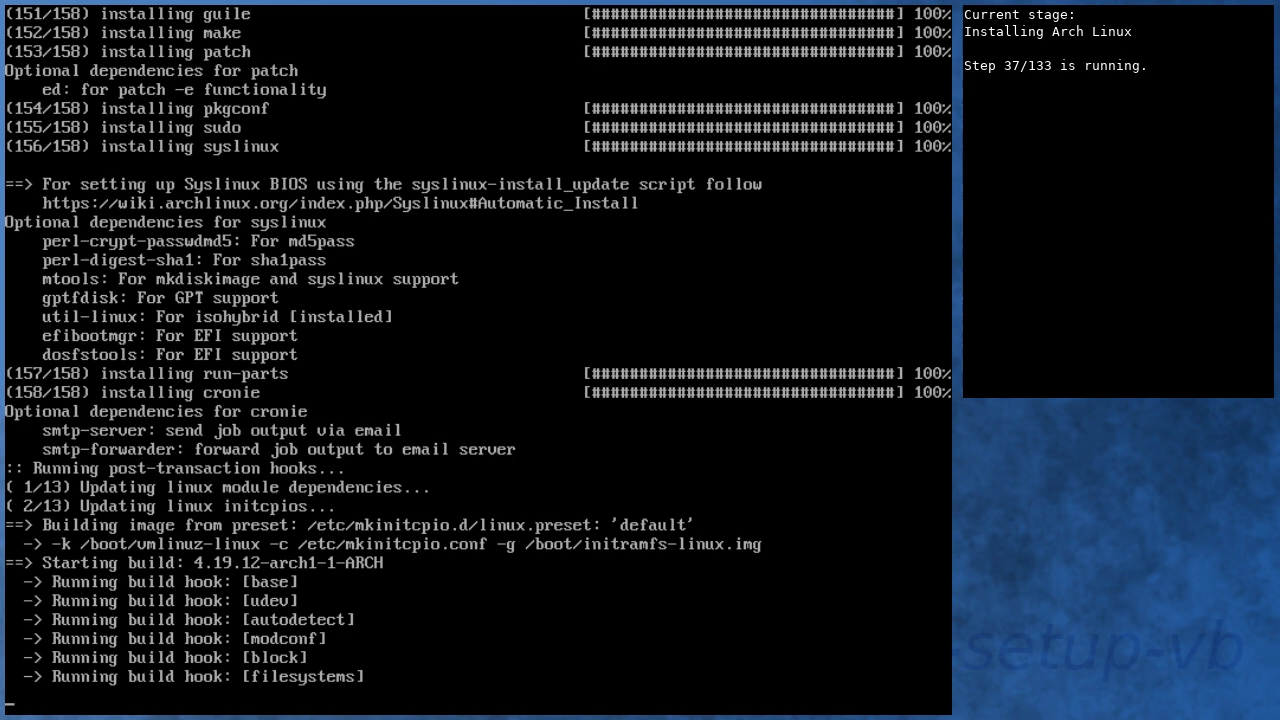 (151/158) installing guile [################################] 100%
(152/158) installing make [################################] 100%
(153/158) installing patch [################################] 100%
Optional dependencies for patch
    ed: for patch -e functionality
(154/158) installing pkgconf [################################] 100%
(155/158) installing sudo [################################] 100%
(156/158) installing syslinux [################################] 100%

==> For setting up Syslinux BIOS using the syslinux-install_update script follow
    https://wiki.archlinux.org/index.php/Syslinux#Automatic_Install
Optional dependencies for syslinux
    perl-crypt-passwdmd5: For md5pass
    perl-digest-sha1: For sha1pass
    mtools: For mkdiskimage and syslinux support
    gptfdisk: For GPT support
    util-linux: For isohybrid [installed]
    efibootmgr: For EFI support
    dosfstools: For EFI support
(157/158) installing run-parts [################################] 100%
(158/158) installing cronie [################################] 100%
Optional dependencies for cronie
    smtp-server: send job output via email
    smtp-forwarder: forward job output to email server
:: Running post-transaction hooks...
( 1/13) Updating linux module dependencies...
( 2/13) Updating linux initcpios...
==> Building image from preset: /etc/mkinitcpio.d/linux.preset: 'default'
  -> -k /boot/vmlinuz-linux -c /etc/mkinitcpio.conf -g /boot/initramfs-linux.img
==> Starting build: 4.19.12-arch1-1-ARCH
  -> Running build hook: [base]
  -> Running build hook: [udev]
  -> Running build hook: [autodetect]
  -> Running build hook: [modconf]
  -> Running build hook: [block]
  -> Running build hook: [filesystems]
_
Current stage:
Installing Arch Linux

Step 37/133 is running.
-setup-vb